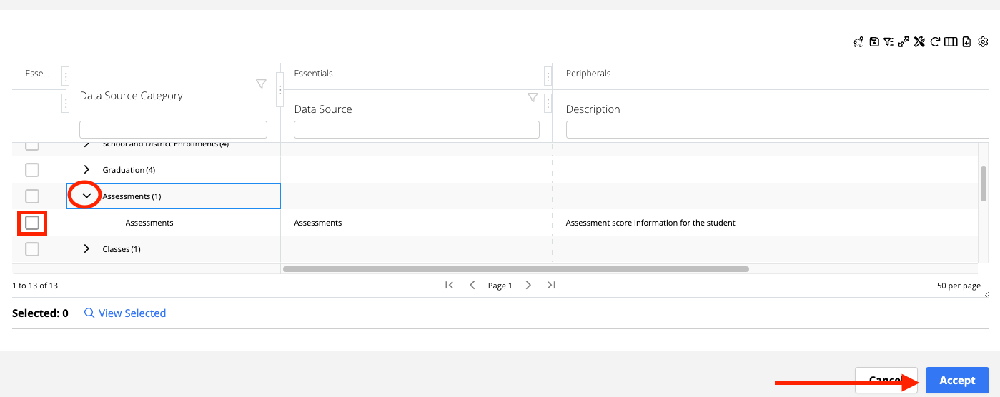 Esse...
Essentials
Peripherals
Data Source Category
Data Source
Description
School and District Enrollments (4)
Graduation (4)
Assessments (1)
Assessments Assessments Assessment score information for the student
Classes (1)
1 to 13 of 13 Page 1 50 per page
Selected: 0 View Selected
Cancel Accept